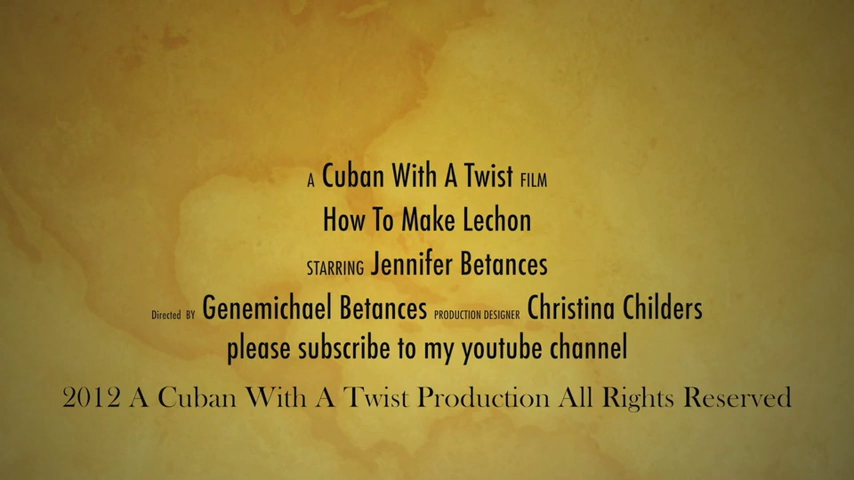 A Cuban With A Twist FILM
How To Make Lechon
STARRING Jennifer Betances
Directed BY Genemichael Betances PRODUCTION DESIGNER Christina Childers
please subscribe to my youtube channel
2012 A Cuban With A Twist Production All Rights Reserved